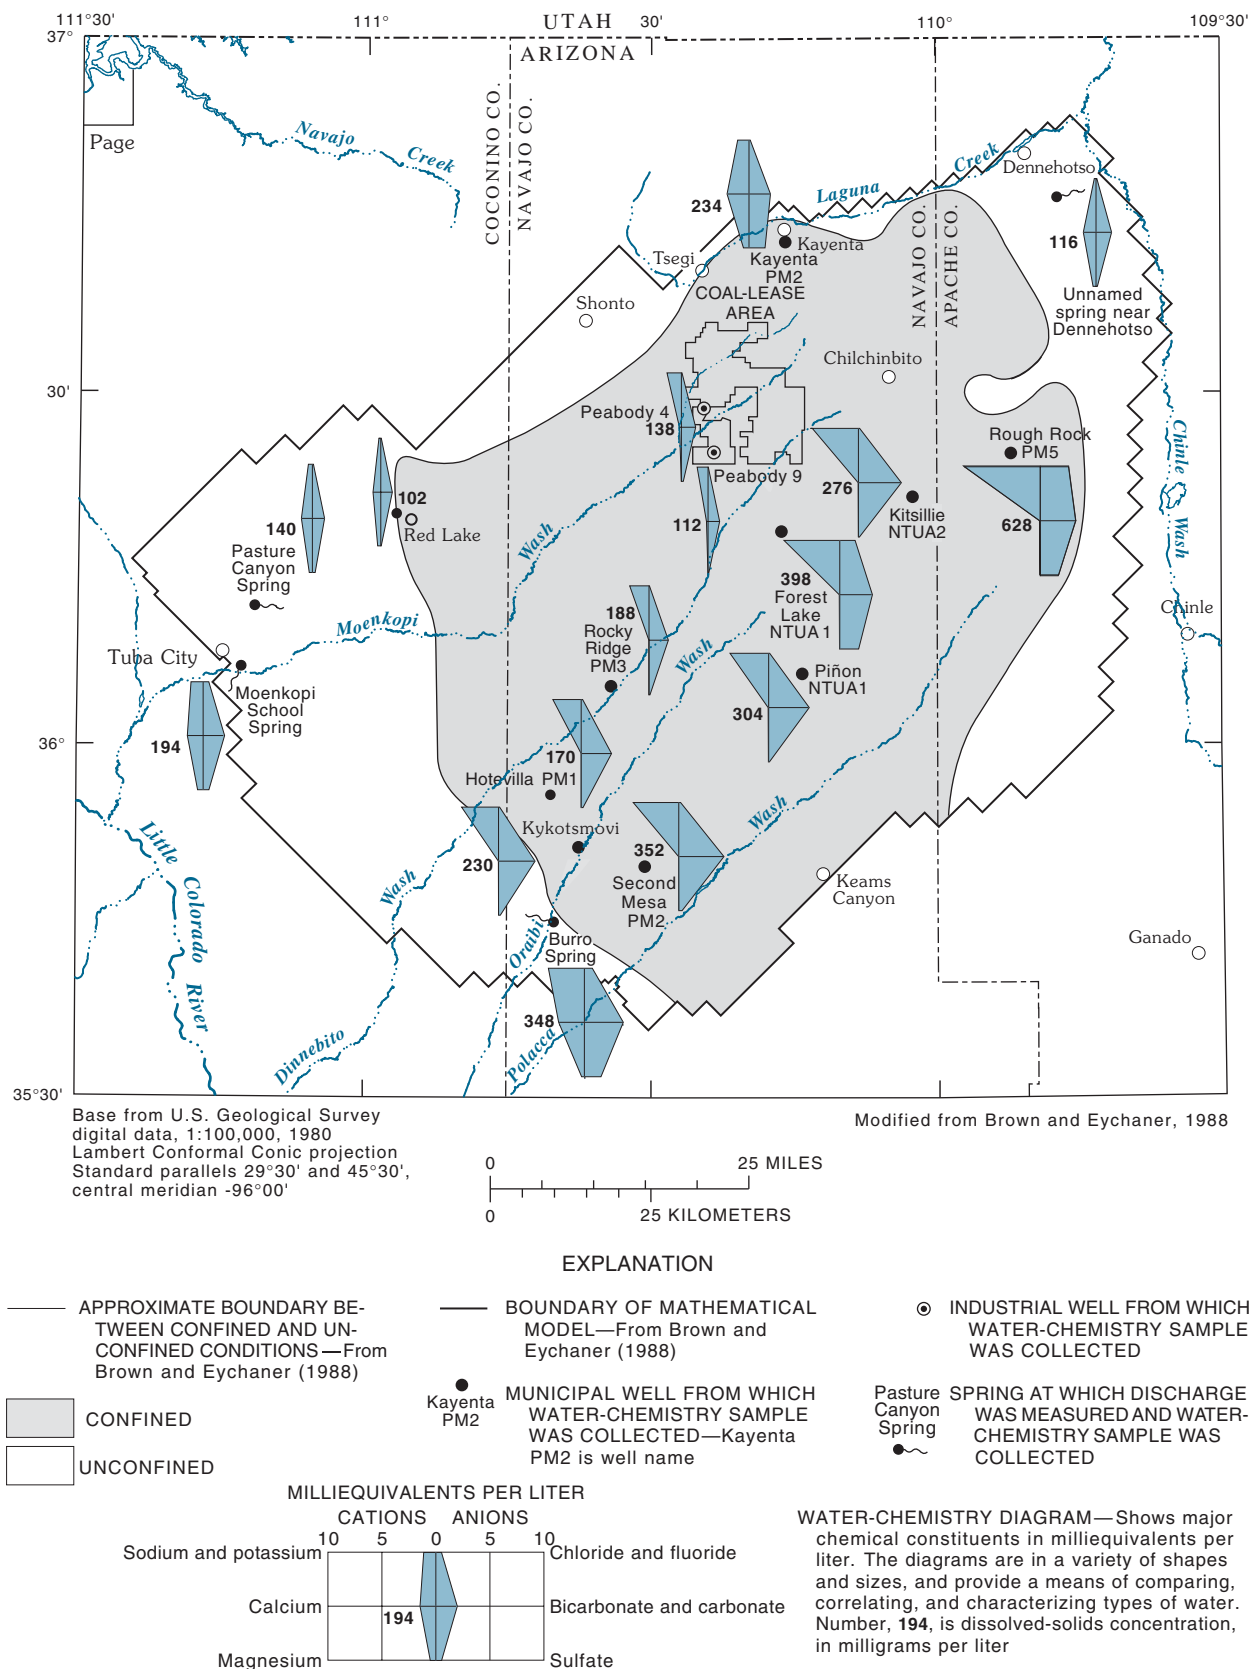 111°30'
111°
UTAH
30'
110°
109°30'
37°
ARIZONA
Page
COCONINO CO.
NAVAJO CO.
Navajo
Creek
234
Laguna
Creek
Dennehotso
116
Unnamed
spring near
Dennehotso
Kayenta
Kayenta
PM2
Tsegi
COAL-LEASE
AREA
NAVAJO CO.
APACHE CO.
Shonto
Chilchinbito
30'
Peabody 4
138
Peabody 9
Rough Rock
PM5
Chinle
Wash
102
Red Lake
140
Pasture
Canyon
Spring
276
Kitsillie
NTUA2
628
112
Wash
398
Forest
Lake
NTUA 1
188
Rocky
Ridge
PM3
Chinle
Moenkopi
Tuba City
Wash
Moenkopi
School
Spring
Piñon
NTUA1
304
194
36°
170
Hotevilla PM1
Wash
Kykotsmovi
Little
Colorado
River
230
352
Second
Mesa
PM2
Wash
Keams
Canyon
Ganado
Oraibi
Burro
Spring
348
Polacca
Dinnebito
35°30'
Base from U.S. Geological Survey
digital data, 1:100,000, 1980
Lambert Conformal Conic projection
Standard parallels 29°30' and 45°30',
central meridian -96°00'
Modified from Brown and Eychaner, 1988
0
25 MILES
0
25 KILOMETERS
EXPLANATION
APPROXIMATE BOUNDARY BE-
TWEEN CONFINED AND UN-
CONFINED CONDITIONS—From
Brown and Eychaner (1988)
CONFINED
UNCONFINED
BOUNDARY OF MATHEMATICAL
MODEL—From Brown and
Eychaner (1988)
Kayenta
PM2
MUNICIPAL WELL FROM WHICH
WATER-CHEMISTRY SAMPLE
WAS COLLECTED—Kayenta
PM2 is well name
INDUSTRIAL WELL FROM WHICH
WATER-CHEMISTRY SAMPLE
WAS COLLECTED
Pasture
Canyon
Spring
SPRING AT WHICH DISCHARGE
WAS MEASURED AND WATER-
CHEMISTRY SAMPLE WAS
COLLECTED
MILLIEQUIVALENTS PER LITER
CATIONS ANIONS
10 5 0 5 10
Sodium and potassium
Chloride and fluoride
Calcium
194
Bicarbonate and carbonate
Magnesium
Sulfate
WATER-CHEMISTRY DIAGRAM—Shows major
chemical constituents in milliequivalents per
liter. The diagrams are in a variety of shapes
and sizes, and provide a means of comparing,
correlating, and characterizing types of water.
Number, 194, is dissolved-solids concentration,
in milligrams per liter